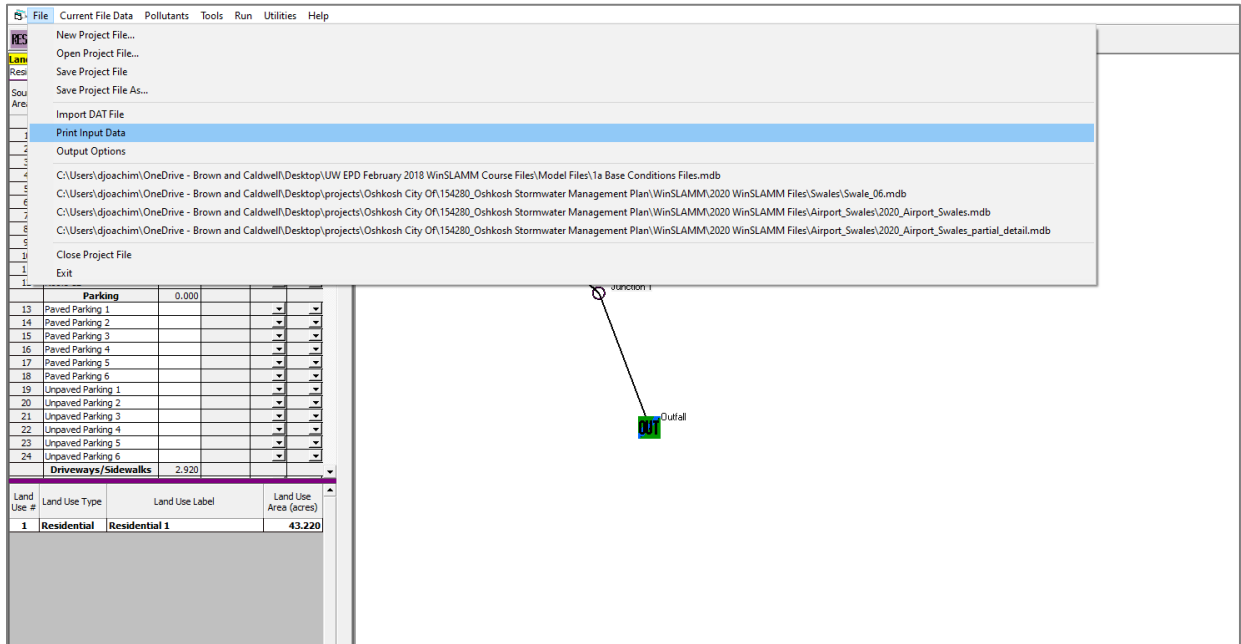 File Current File Data Pollutants Tools Run Utilities Help
RES
New Project File...
Open Project File...
Save Project File
Save Project File As...
Import DAT File
Print Input Data
Output Options
C:\Users\djoachim\OneDrive - Brown and Caldwell\Desktop\UW EPD February 2018 WinSLAMM Course Files\Model Files\1a Base Conditions Files.mdb
C:\Users\djoachim\OneDrive - Brown and Caldwell\Desktop\projects\Oshkosh City Of\154280_Oshkosh Stormwater Management Plan\WinSLAMM\2020 WinSLAMM Files\Swales\Swale_06.mdb
C:\Users\djoachim\OneDrive - Brown and Caldwell\Desktop\projects\Oshkosh City Of\154280_Oshkosh Stormwater Management Plan\WinSLAMM\2020 WinSLAMM Files\Airport_Swales\2020_Airport_Swales.mdb
C:\Users\djoachim\OneDrive - Brown and Caldwell\Desktop\projects\Oshkosh City Of\154280_Oshkosh Stormwater Management Plan\WinSLAMM\2020 WinSLAMM Files\Airport_Swales\2020_Airport_Swales_partial_detail.mdb
Close Project File
Exit
Junction 1
Parking 0.000
13 Paved Parking 1
14 Paved Parking 2
15 Paved Parking 3
16 Paved Parking 4
17 Paved Parking 5
18 Paved Parking 6
19 Unpaved Parking 1
20 Unpaved Parking 2
21 Unpaved Parking 3
22 Unpaved Parking 4
23 Unpaved Parking 5
24 Unpaved Parking 6
Driveways/Sidewalks 2.920
OUT Outfall
Land Use # Land Use Type Land Use Label Land Use Area (acres)
1 Residential Residential 1 43.220